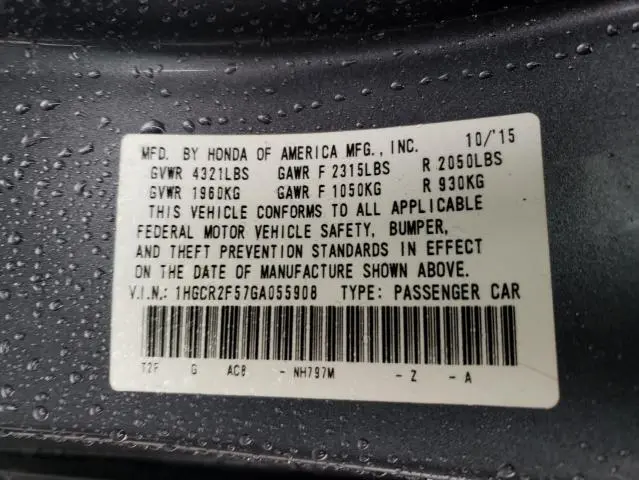 MFD. BY HONDA OF AMERICA MFG., INC. 10/'15
GVWR 4321LBS GAWR F 2315LBS R 2050LBS
GVWR 1960KG GAWR F 1050KG R 930KG
THIS VEHICLE CONFORMS TO ALL APPLICABLE
FEDERAL MOTOR VEHICLE SAFETY, BUMPER,
AND THEFT PREVENTION STANDARDS IN EFFECT
ON THE DATE OF MANUFACTURE SHOWN ABOVE.
V.I.N.: 1HGCR2F57GA055908 TYPE: PASSENGER CAR
T2F G AC8 - NH797M - Z - A